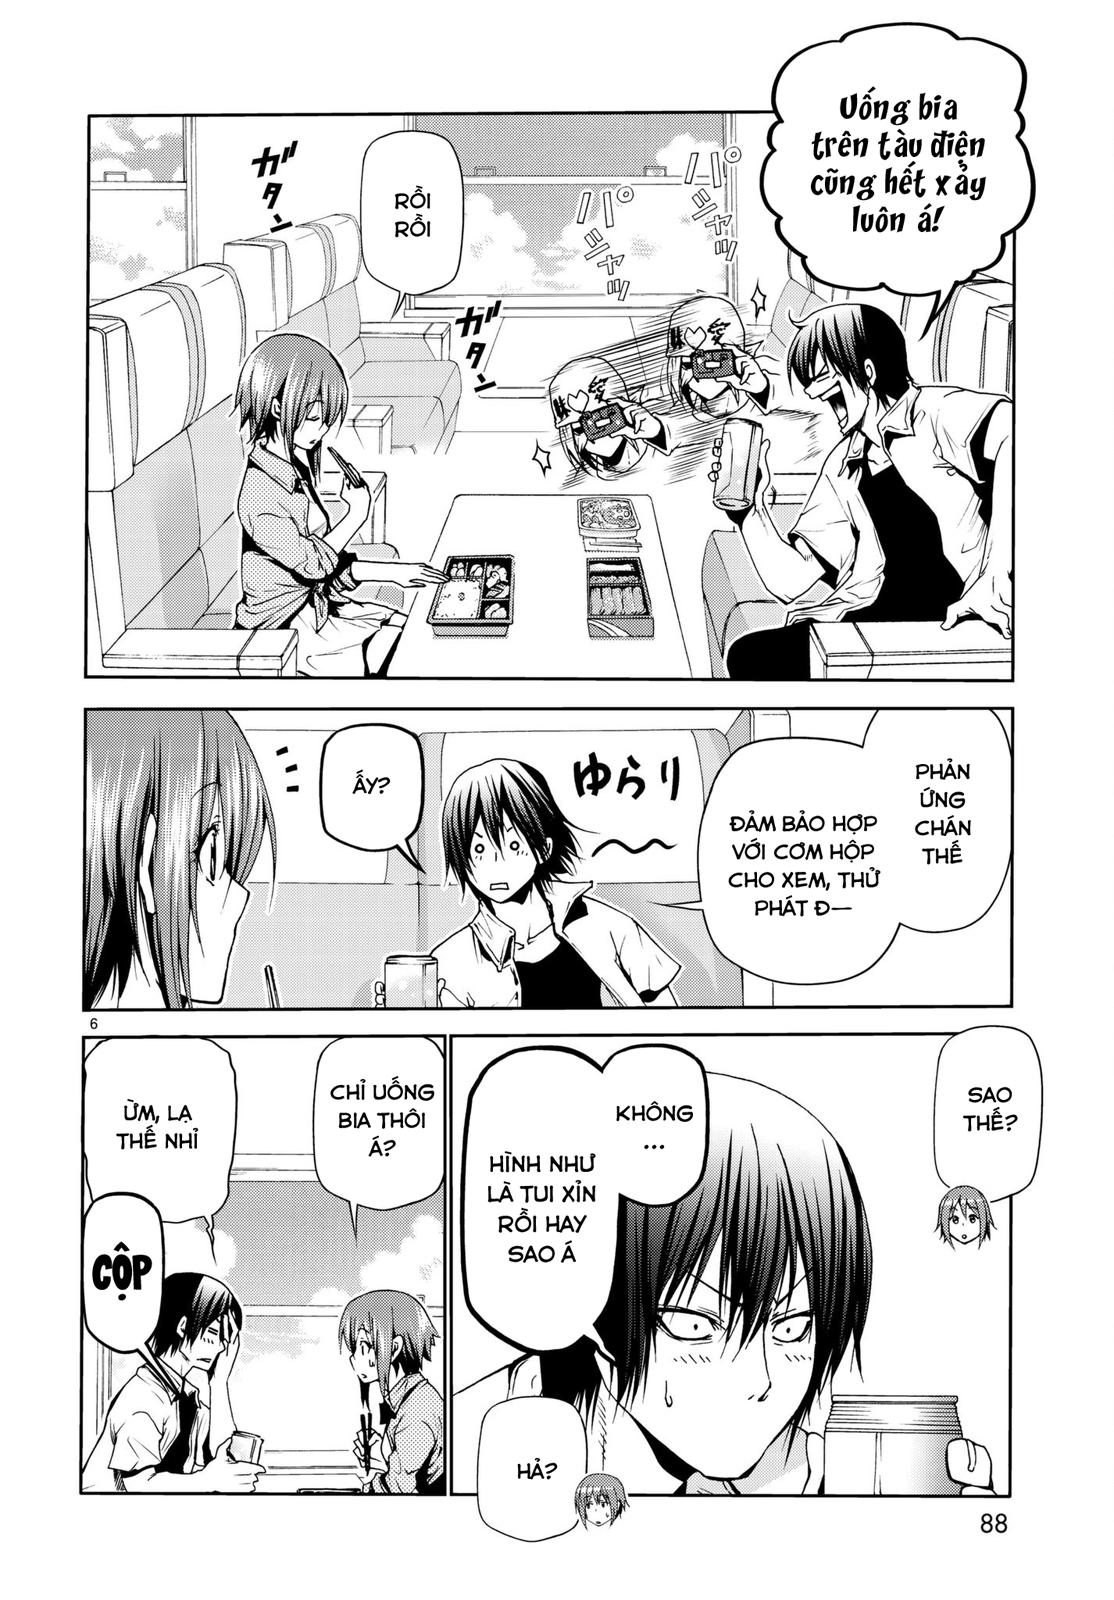 Uống bia
trên tàu điện
cũng hết xảy
luôn á!
パシャッ
パシャッ
RỒI
RỒI
ガタン
ガタン
PHẢN
ỨNG
CHÁN
THẾ
ĐẢM BẢO HỢP
VỚI CƠM HỘP
CHO XEM, THỬ
PHÁT Đ—
ゆらり
ẤY?
6
SAO
THẾ?
KHÔNG
...
HÌNH NHƯ
LÀ TUI XỈN
RỒI HAY
SAO Á
HẢ?
CHỈ UỐNG
BIA THÔI
Á?
ỪM, LẠ
THẾ NHỈ
CỘP
88